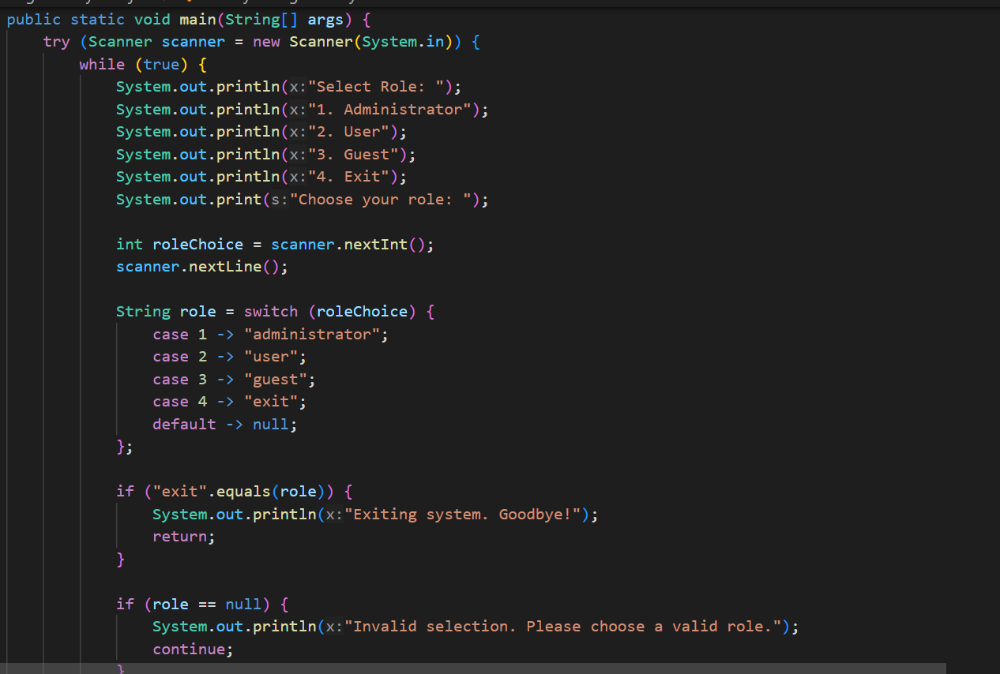 public static void main(String[] args) {
try (Scanner scanner = new Scanner(System.in)) {
while (true) {
System.out.println(x:"Select Role: ");
System.out.println(x:"1. Administrator");
System.out.println(x:"2. User");
System.out.println(x:"3. Guest");
System.out.println(x:"4. Exit");
System.out.print(s:"Choose your role: ");
int roleChoice = scanner.nextInt();
scanner.nextLine();
String role = switch (roleChoice) {
case 1 -> "administrator";
case 2 -> "user";
case 3 -> "guest";
case 4 -> "exit";
default -> null;
};
if ("exit".equals(role)) {
System.out.println(x:"Exiting system. Goodbye!");
return;
}
if (role == null) {
System.out.println(x:"Invalid selection. Please choose a valid role.");
continue;
}